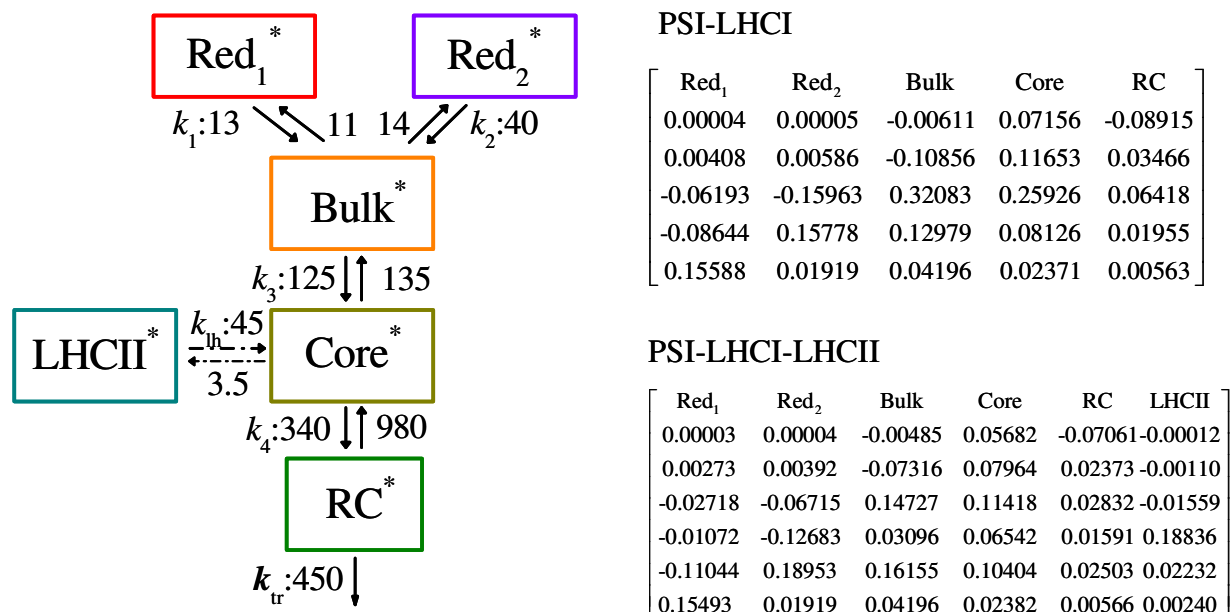 Red1* Red2*
k1:13 11 14 k2:40
Bulk*
k3:125 135
LHCII* klh:45 Core*
3.5
k4:340 980
RC*
ktr:450
PSI-LHCI
Red1 Red2 Bulk Core RC
0.00004 0.00005 -0.00611 0.07156 -0.08915
0.00408 0.00586 -0.10856 0.11653 0.03466
-0.06193 -0.15963 0.32083 0.25926 0.06418
-0.08644 0.15778 0.12979 0.08126 0.01955
0.15588 0.01919 0.04196 0.02371 0.00563
PSI-LHCI-LHCII
Red1 Red2 Bulk Core RC LHCII
0.00003 0.00004 -0.00485 0.05682 -0.07061 -0.00012
0.00273 0.00392 -0.07316 0.07964 0.02373 -0.00110
-0.02718 -0.06715 0.14727 0.11418 0.02832 -0.01559
-0.01072 -0.12683 0.03096 0.06542 0.01591 0.18836
-0.11044 0.18953 0.16155 0.10404 0.02503 0.02232
0.15493 0.01919 0.04196 0.02382 0.00566 0.00240